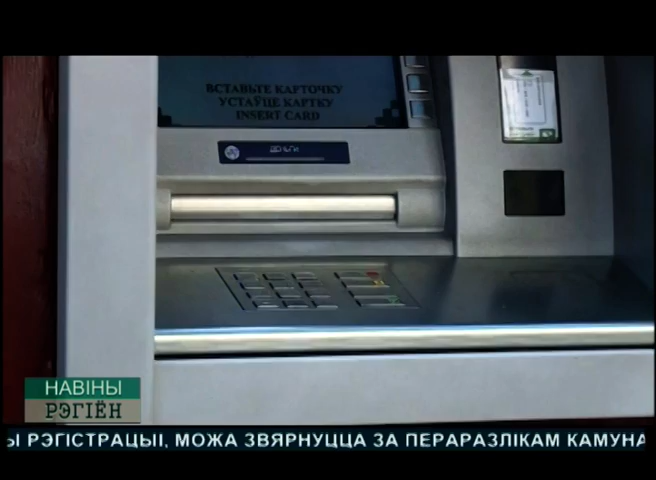 ВСТАВЬТЕ КАРТОЧКУ
УСТАЎЦЕ КАРТКУ
INSERT CARD
ДЕНЬГИ
НАВІНЫ
РЭГІЁН
Ы РЭГІСТРАЦЫІ, МОЖА ЗВЯРНУЦЦА ЗА ПЕРАРАЗЛІКАМ КАМУНА